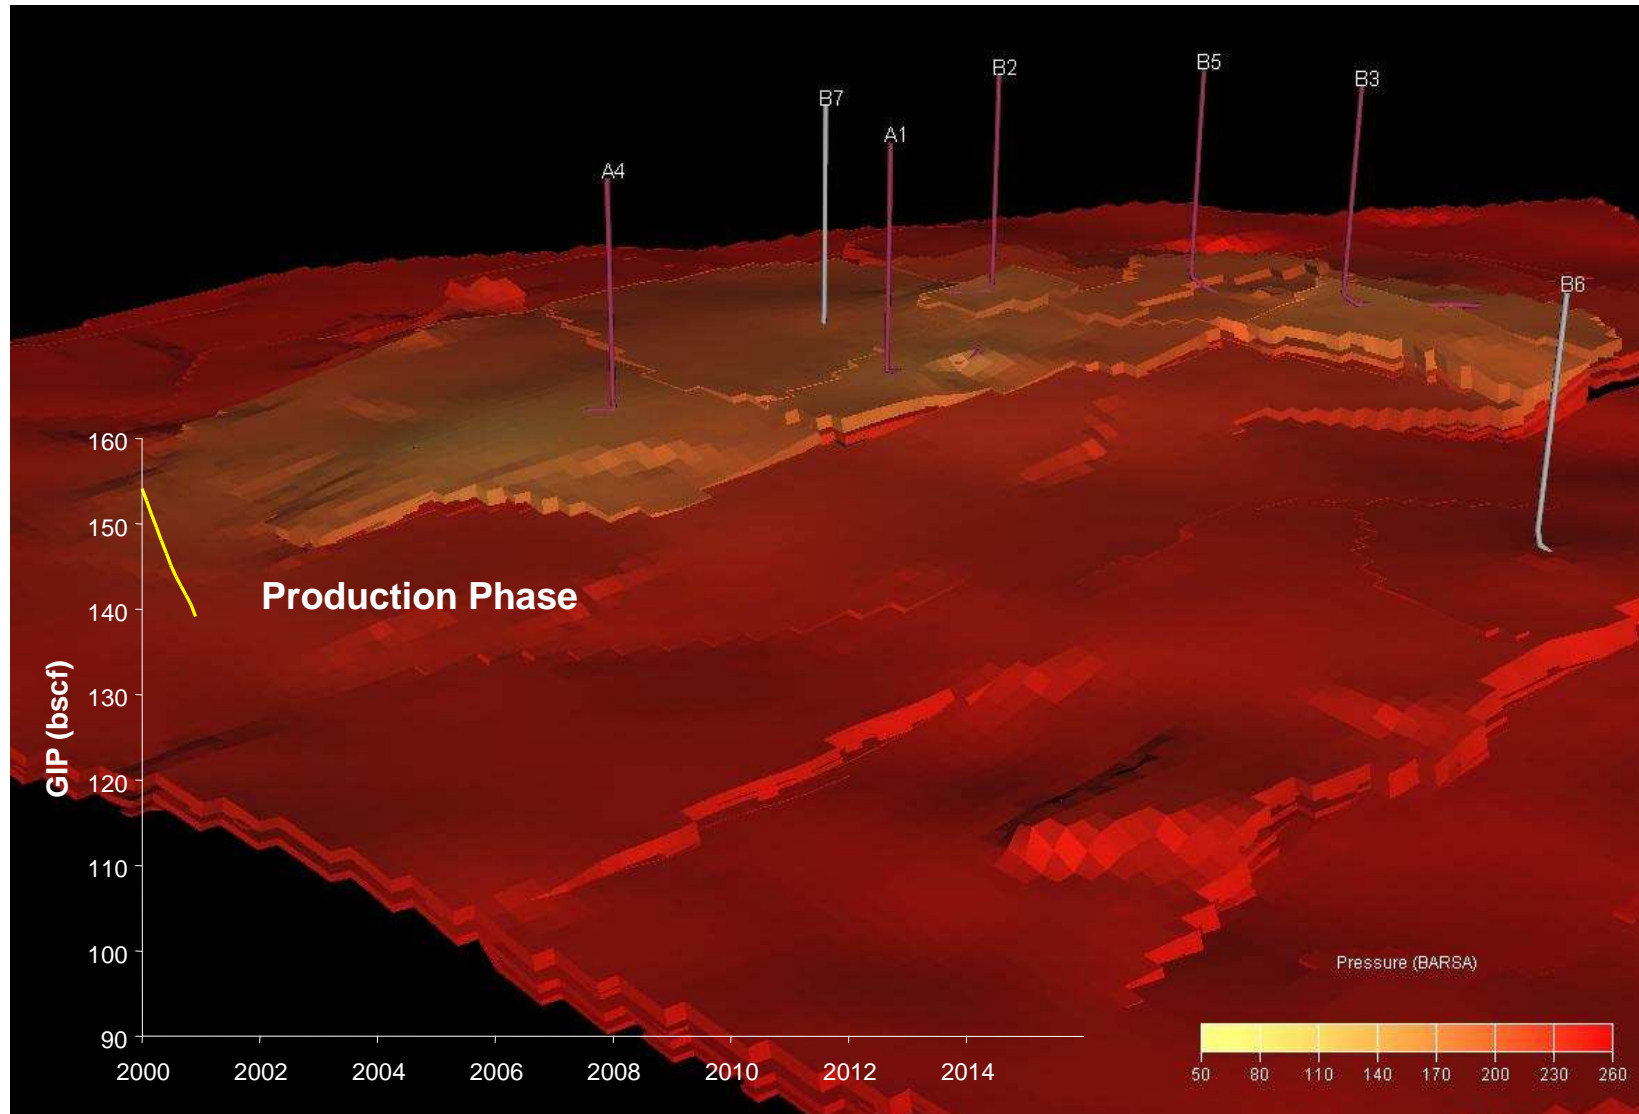 B2
B5
B3
B7
A1
A4
B6
160
150
140
130
120
110
100
90
GIP (bscf)
Production Phase
2000 2002 2004 2006 2008 2010 2012 2014
Pressure (BARSA)
50 80 110 140 170 200 230 260